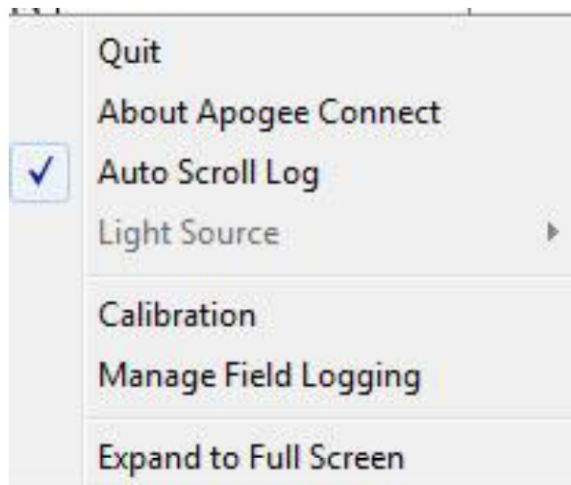 Quit
About Apogee Connect
Auto Scroll Log
Light Source
Calibration
Manage Field Logging
Expand to Full Screen